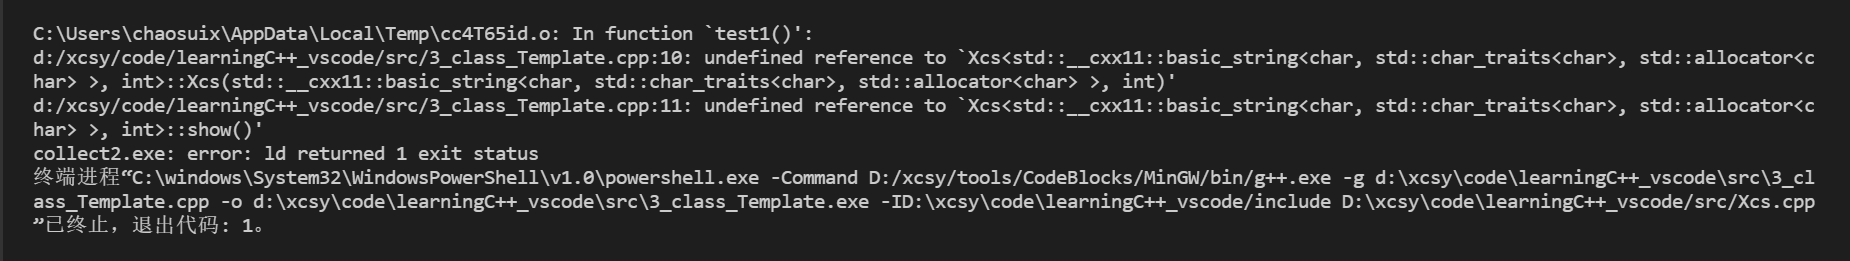 C:\Users\chaosuix\AppData\Local\Temp\cc4T65id.o: In function `test1()':
d:/xcsy/code/learningC++_vscode/src/3_class_Template.cpp:10: undefined reference to `Xcs<std::__cxx11::basic_string<char, std::char_traits<char>, std::allocator<c
har> >, int>::Xcs(std::__cxx11::basic_string<char, std::char_traits<char>, std::allocator<char> >, int)'
d:/xcsy/code/learningC++_vscode/src/3_class_Template.cpp:11: undefined reference to `Xcs<std::__cxx11::basic_string<char, std::char_traits<char>, std::allocator<c
har> >, int>::show()'
collect2.exe: error: ld returned 1 exit status
终端进程“C:\windows\System32\WindowsPowerShell\v1.0\powershell.exe -Command D:/xcsy/tools/CodeBlocks/MinGW/bin/g++.exe -g d:\xcsy\code\learningC++_vscode\src\3_cl
ass_Template.cpp -o d:\xcsy\code\learningC++_vscode\src\3_class_Template.exe -ID:\xcsy\code\learningC++_vscode/include D:\xcsy\code\learningC++_vscode/src/Xcs.cpp
”已终止，退出代码: 1。